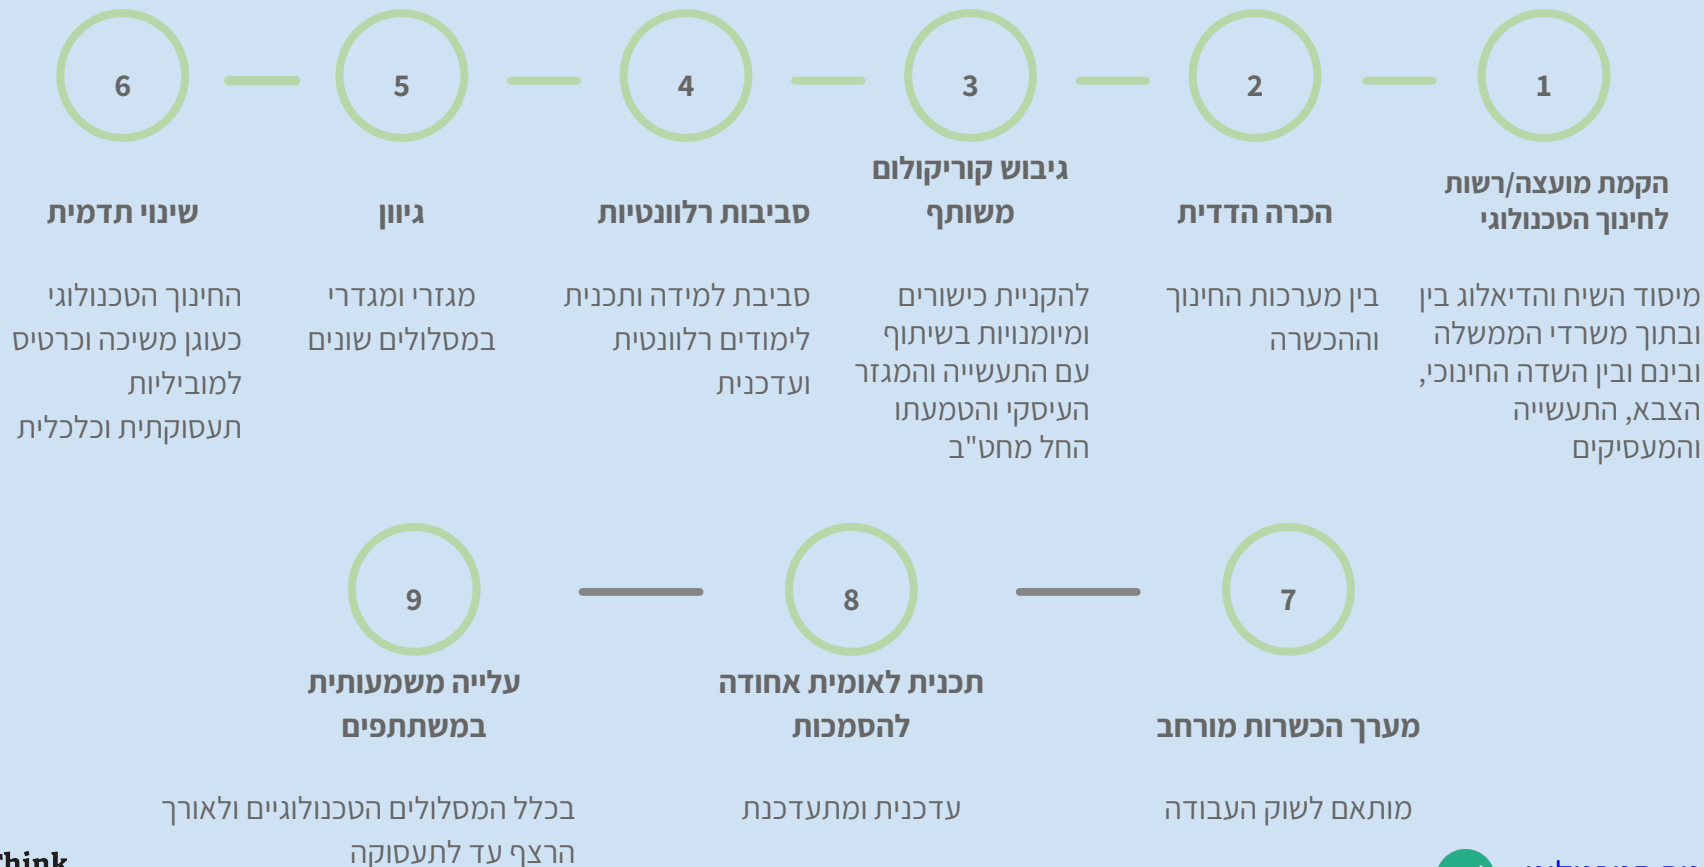 1
הקמת מועצה/רשות
לחינוך הטכנולוגי
מיסוד השיח והדיאלוג בין
ובתוך משרדי הממשלה
ובינם ובין השדה החינוכי,
הצבא, התעשייה
והמעסיקים
2
הכרה הדדית
בין מערכות החינוך
וההכשרה
3
גיבוש קוריקולום
משותף
להקניית כישורים
ומיומנויות בשיתוף
עם התעשייה והמגזר
העיסקי והטמעתו
החל מחט"ב
4
סביבות רלוונטיות
סביבת למידה ותכנית
לימודים רלוונטית
ועדכנית
5
גיוון
מגזרי ומגדרי
במסלולים שונים
6
שינוי תדמית
החינוך הטכנולוגי
כעוגן משיכה וכרטיס
למוביליות
תעסוקתית וכלכלית
7
מערך הכשרות מורחב
מותאם לשוק העבודה
8
תכנית לאומית אחודה
להסמכות
עדכנית ומתעדכנת
9
עלייה משמעותית
במשתתפים
בכלל המסלולים הטכנולוגיים ולאורך
הרצף עד לתעסוקה
Think